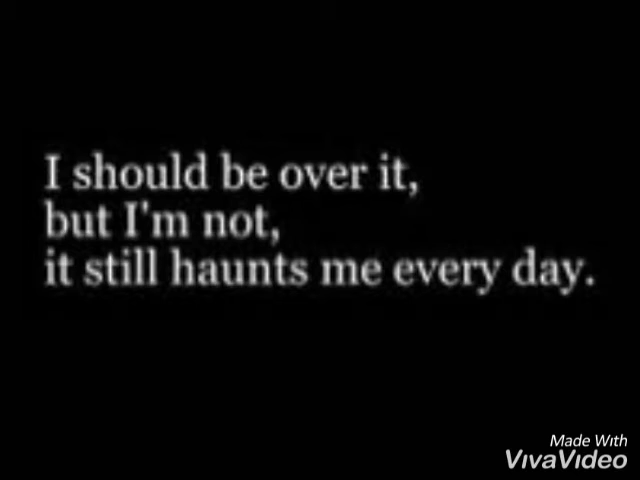 I should be over it,
but I'm not,
it still haunts me every day.
Made With
VivaVideo